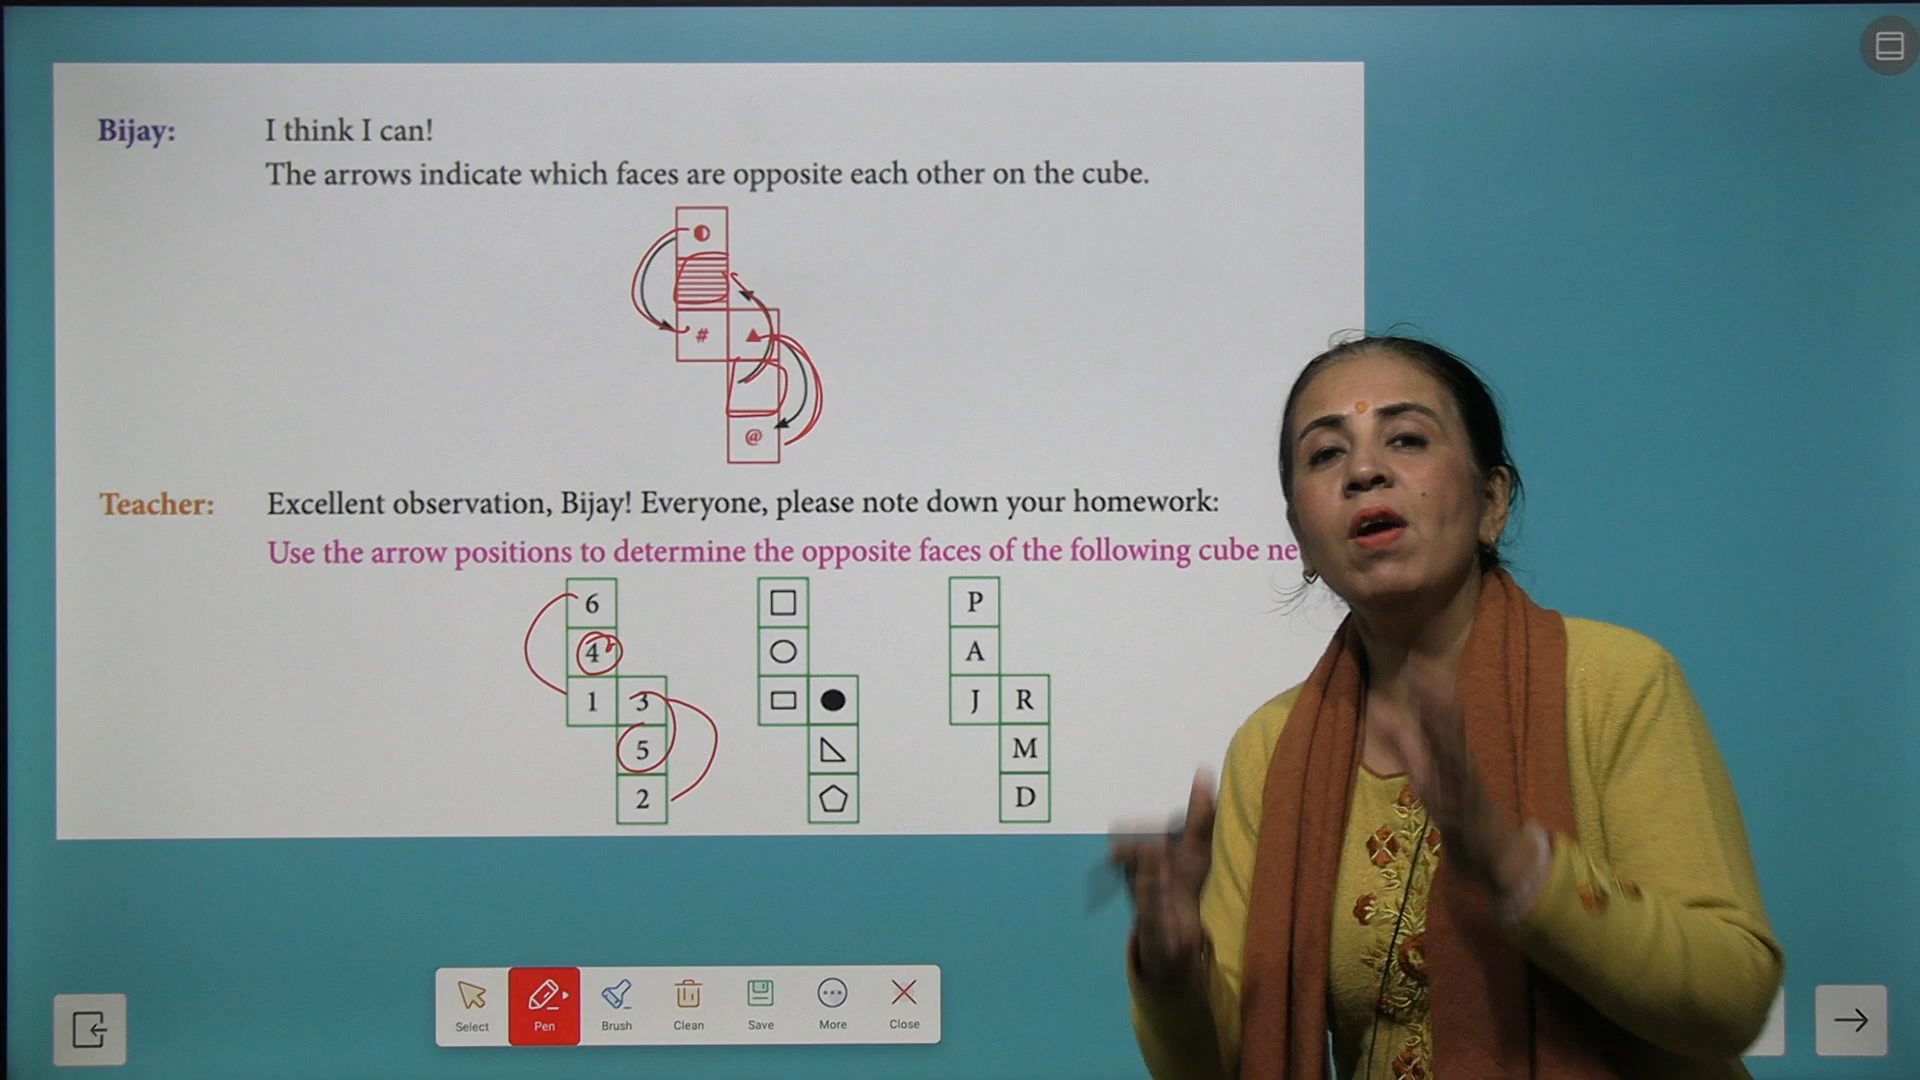 Bijay: I think I can!
The arrows indicate which faces are opposite each other on the cube.
#
@
Teacher: Excellent observation, Bijay! Everyone, please note down your homework:
Use the arrow positions to determine the opposite faces of the following cube ne
6
4
1 3
5
2
P
A
J R
M
D
Select Pen Brush Clean Save More Close